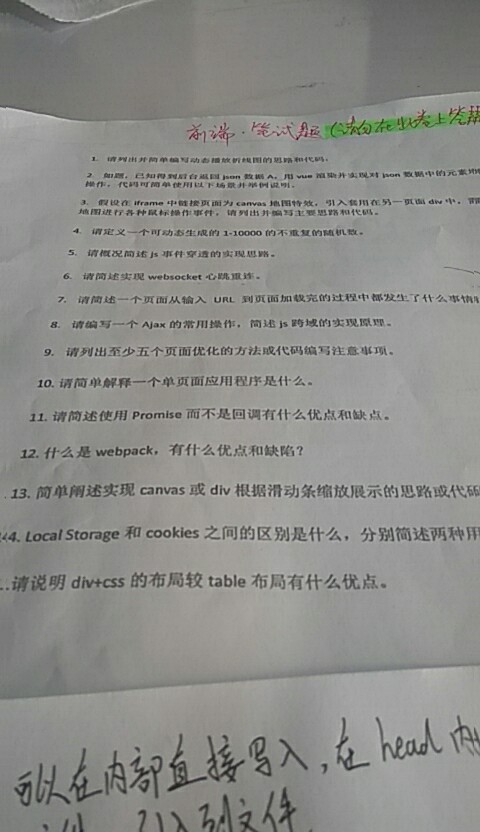 前端·笔试题(请勿在此卷上答题
1. 请列出并简单编写动态播放折线图的思路和代码.
2. 如题,已知得到后台返回 json 数据 A,用 vue 渲染并实现对 json 数据中的元素增
操作,代码可简单使用以下场景并举例说明.
3. 假设在 iframe 中链接页面为 canvas 地图特效,引入载用在另一页面 div 中,
地图进行各种鼠标操作事件,请列出并编写主要思路和代码。
4. 请定义一个可动态生成的 1-10000 的不重复的随机数。
5. 请概况简述 js 事件穿透的实现思路。
6. 请简述实现 websocket 心跳重连。
7. 请简述一个页面从输入 URL 到页面加载完的过程中都发生了什么事情
8. 请编写一个 Ajax 的常用操作,简述 js 跨域的实现原理。
9. 请列出至少五个页面优化的方法或代码编写注意事项。
10. 请简单解释一个单页面应用程序是什么。
11. 请简述使用 Promise 而不是回调有什么优点和缺点。
12. 什么是 webpack,有什么优点和缺陷?
13. 简单阐述实现 canvas 或 div 根据滑动条缩放展示的思路或代码
4. Local Storage 和 cookies 之间的区别是什么,分别简述两种用
请说明 div+css 的布局较 table 布局有什么优点。
可以在内部直接写入,在 head 内
引入到文件